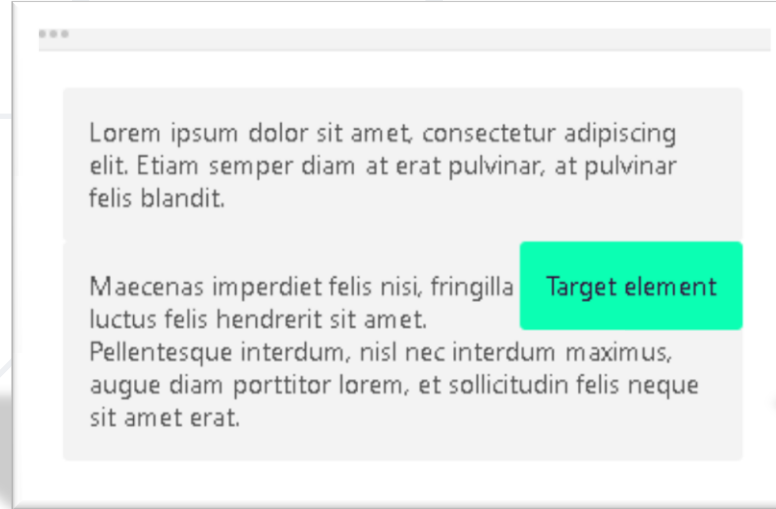 Lorem ipsum dolor sit amet, consectetur adipiscing
elit. Etiam semper diam at erat pulvinar, at pulvinar
felis blandit.
Maecenas imperdiet felis nisi, fringilla
Target element
luctus felis hendrerit sit amet.
Pellentesque interdum, nisl nec interdum maximus,
augue diam porttitor lorem, et sollicitudin felis neque
sit amet erat.